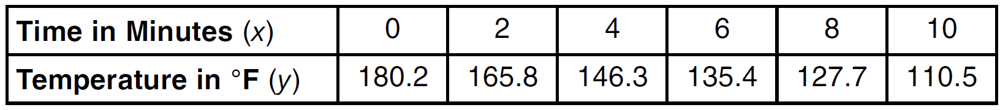 Time in Minutes (x) 0 2 4 6 8 10
Temperature in °F (y) 180.2 165.8 146.3 135.4 127.7 110.5